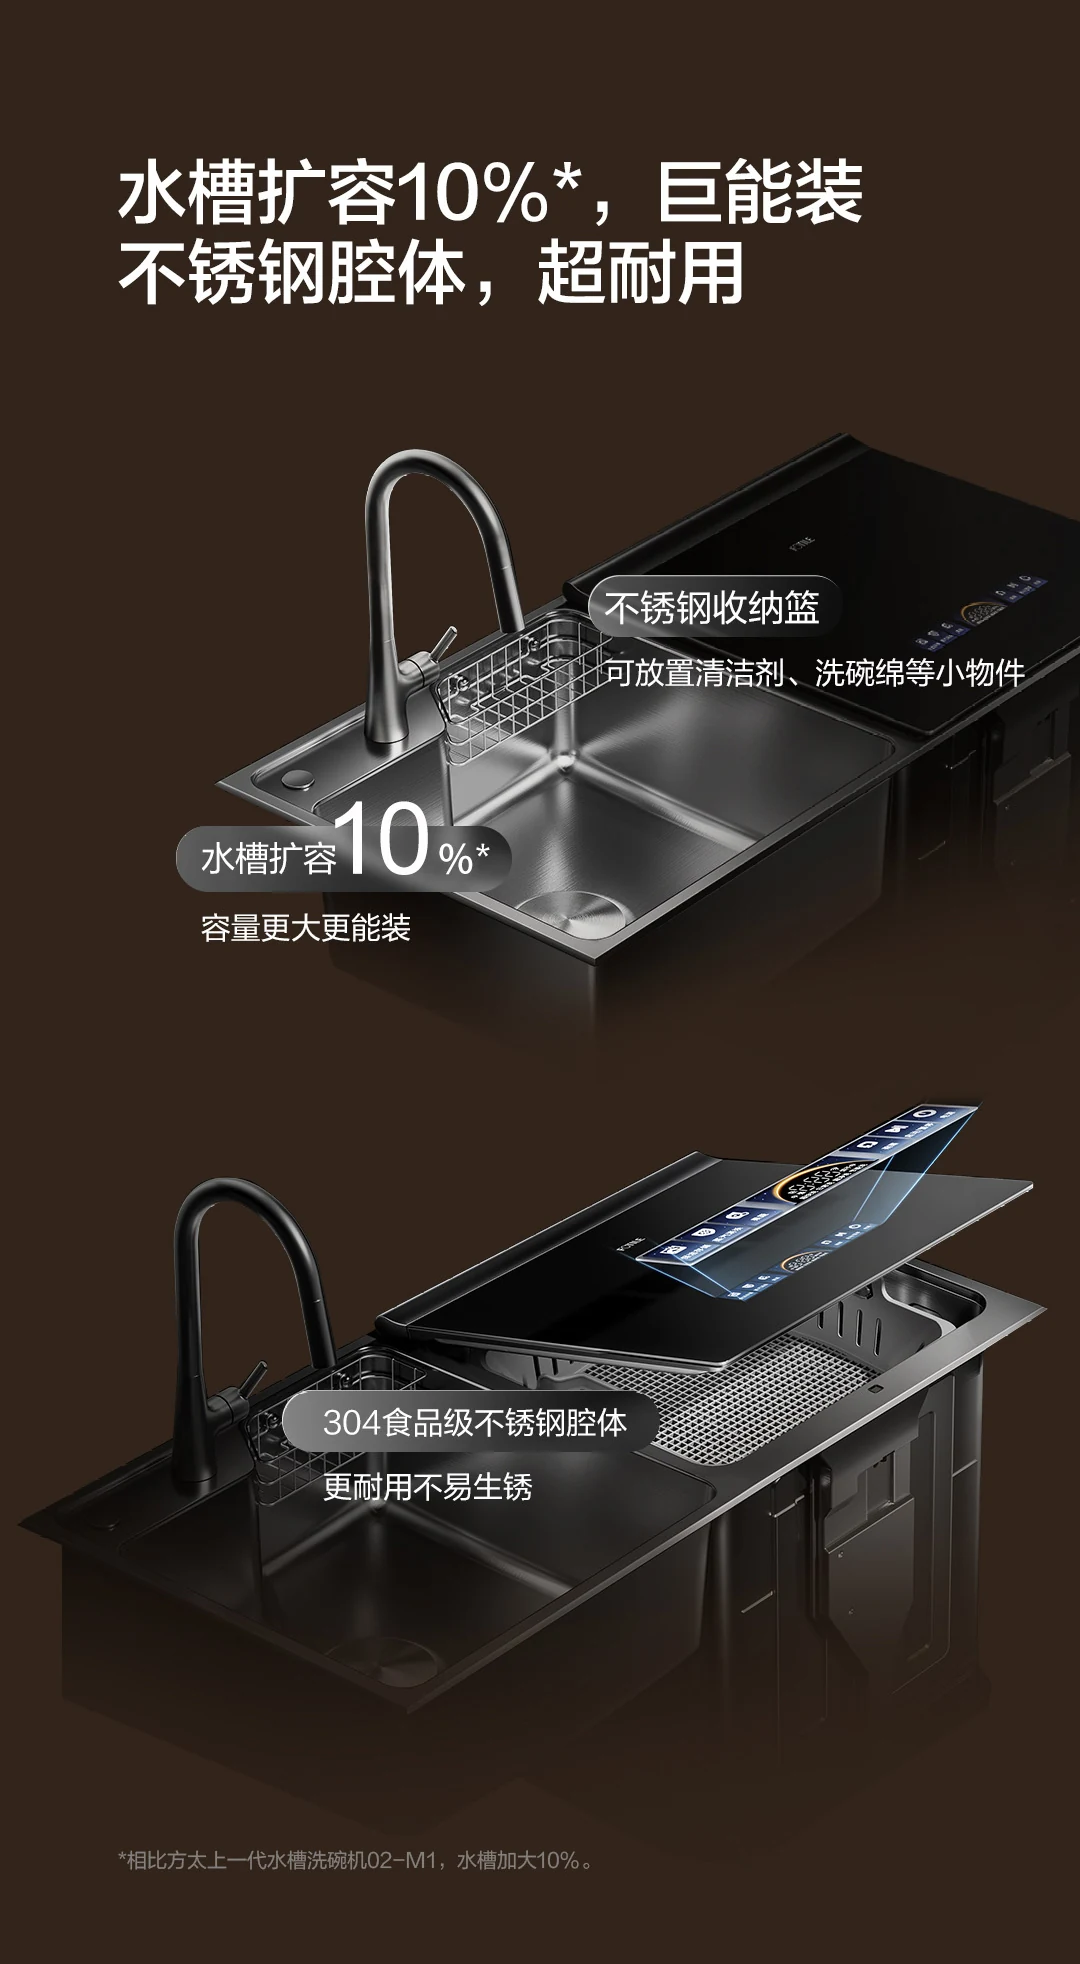 水槽扩容10%*，巨能装
不锈钢腔体，超耐用
FOTILE
不锈钢收纳篮
可放置清洁剂、洗碗绵等小物件
水槽扩容10%*
容量更大更能装
FOTILE
304食品级不锈钢腔体
更耐用不易生锈
*相比方太上一代水槽洗碗机02-M1，水槽加大10%。